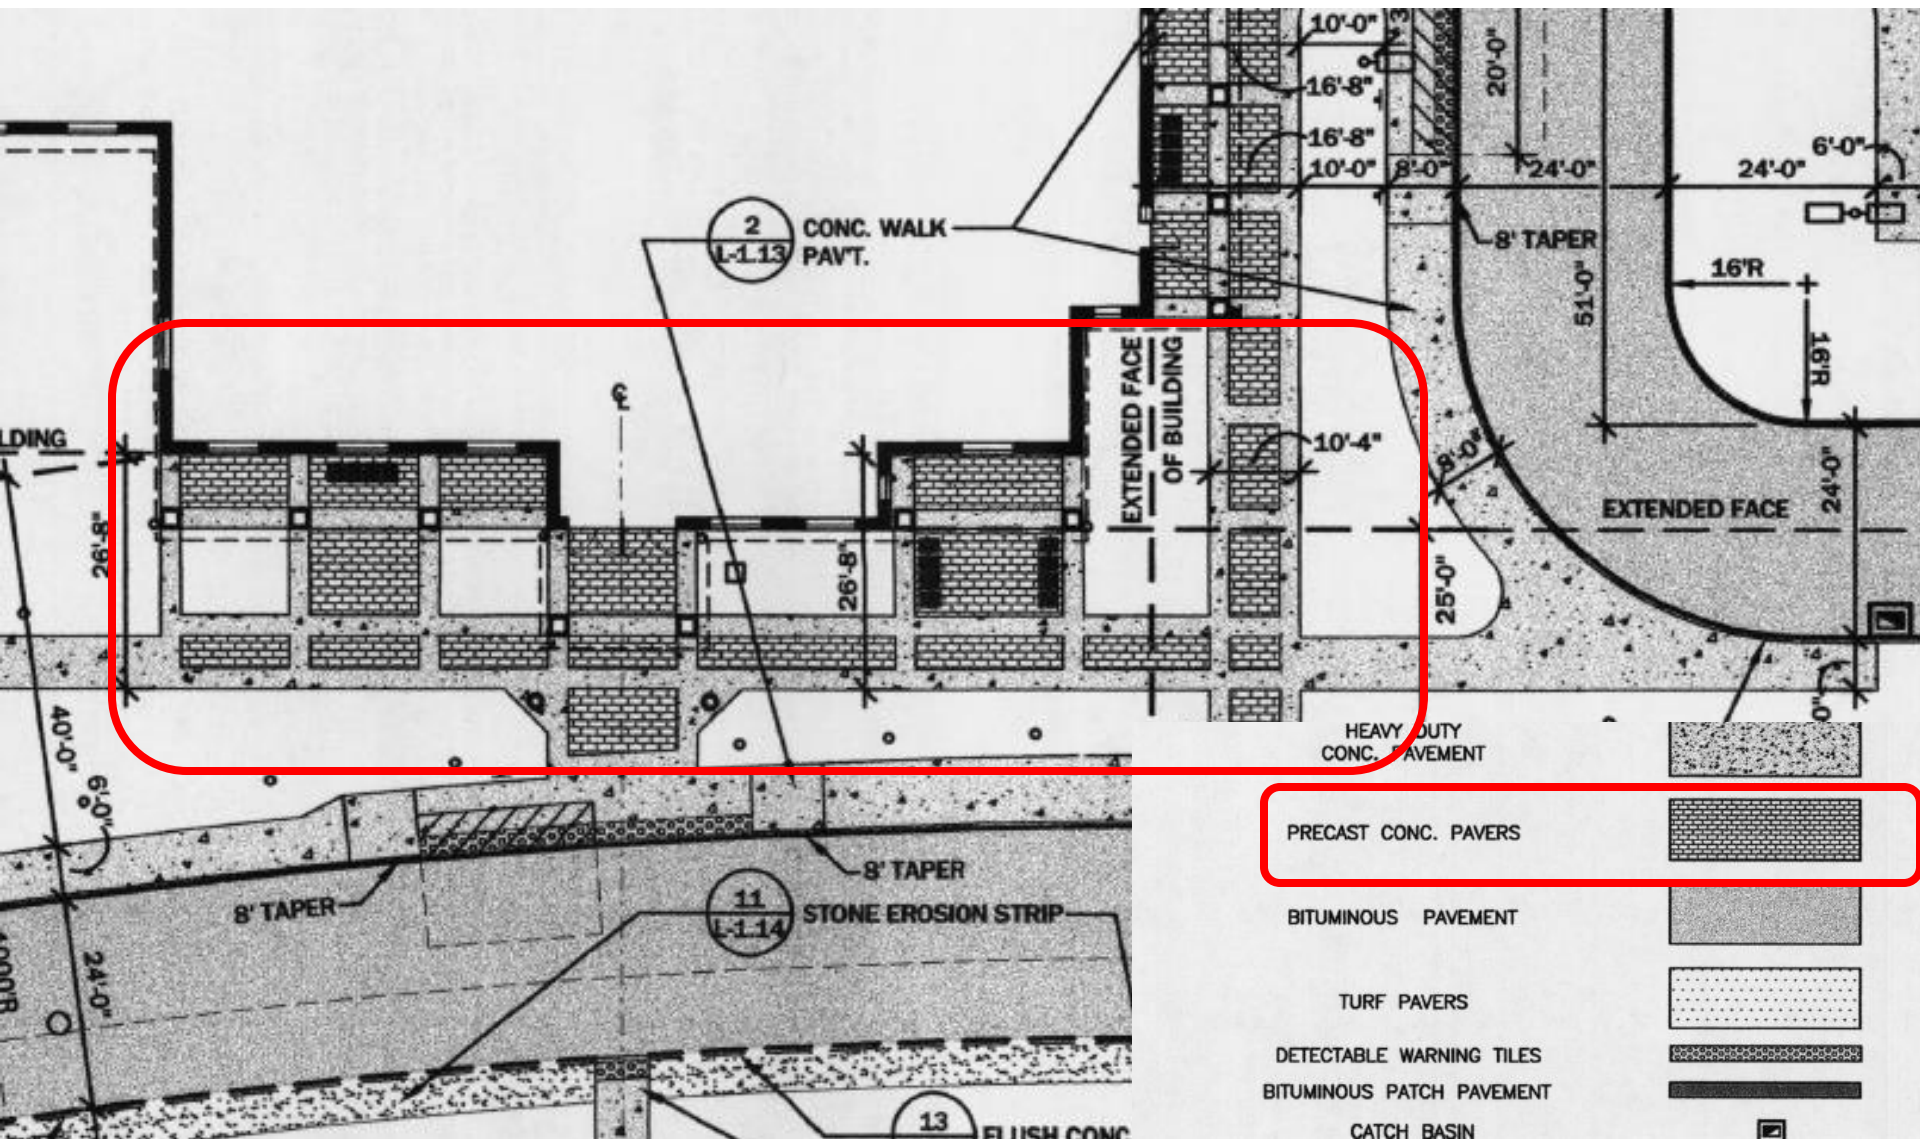 10'-0"
16'-8"
20'-0"
16'-8"
6'-0"
10'-0"
8'-0"
24'-0"
24'-0"
2
L-1.13
CONC. WALK
PAV'T.
8' TAPER
16'R
51'-0"
16'R
EXTENDED FACE
OF BUILDING
℄
LDING
10'-4"
8'-0"
24'-0"
26'-8"
EXTENDED FACE
26'-8"
25'-0"
40'-0"
6'-0"
HEAVY DUTY
CONC. PAVEMENT
PRECAST CONC. PAVERS
8' TAPER
8' TAPER
11
L-1.14
STONE EROSION STRIP
BITUMINOUS PAVEMENT
24'-0"
TURF PAVERS
DETECTABLE WARNING TILES
BITUMINOUS PATCH PAVEMENT
13
FLUSH CONC
CATCH BASIN